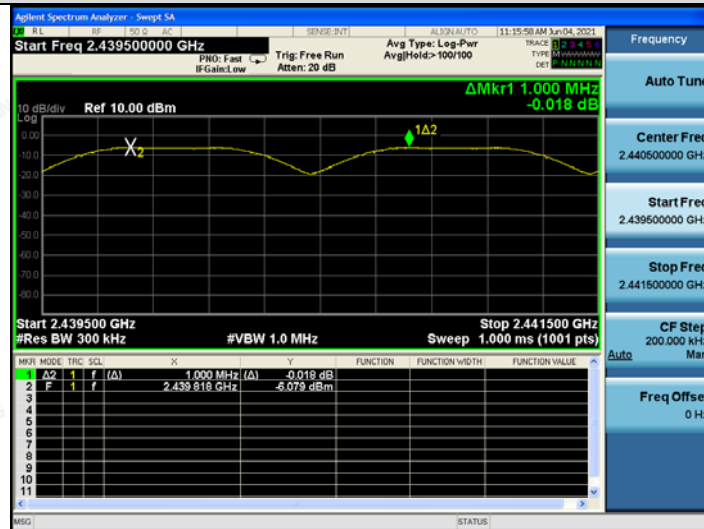 Agilent Spectrum Analyzer - Swept SA
RL RF 50 Ω AC SENSE:INT ALIGNAUTO 11:15:58 AM Jun 04, 2021
Start Freq 2.439500000 GHz
PNO: Fast
IFGain:Low
Trig: Free Run
Atten: 20 dB
Avg Type: Log-Pwr
Avg|Hold:> 100/100
TRACE 1 2 3 4 5 6
TYPE MWWWWW
DET P N N N N N
ΔMkr1 1.000 MHz
-0.018 dB
10 dB/div Ref 10.00 dBm
Log
0.00
-10.0
-20.0
-30.0
-40.0
-50.0
-60.0
-70.0
-80.0
2
1Δ2
Start 2.439500 GHz Stop 2.441500 GHz
#Res BW 300 kHz #VBW 1.0 MHz Sweep 1.000 ms (1001 pts)
MKR MODE TRC SCL X Y FUNCTION FUNCTION WIDTH FUNCTION VALUE
1 Δ2 1 f (Δ) 1.000 MHz (Δ) -0.018 dB
2 F 1 f 2.439 818 GHz -6.079 dBm
3
4
5
6
7
8
9
10
11
MSG STATUS
Frequency
Auto Tune
Center Freq
2.440500000 GHz
Start Freq
2.439500000 GHz
Stop Freq
2.441500000 GHz
CF Step
200.000 kHz
Auto Man
Freq Offset
0 Hz